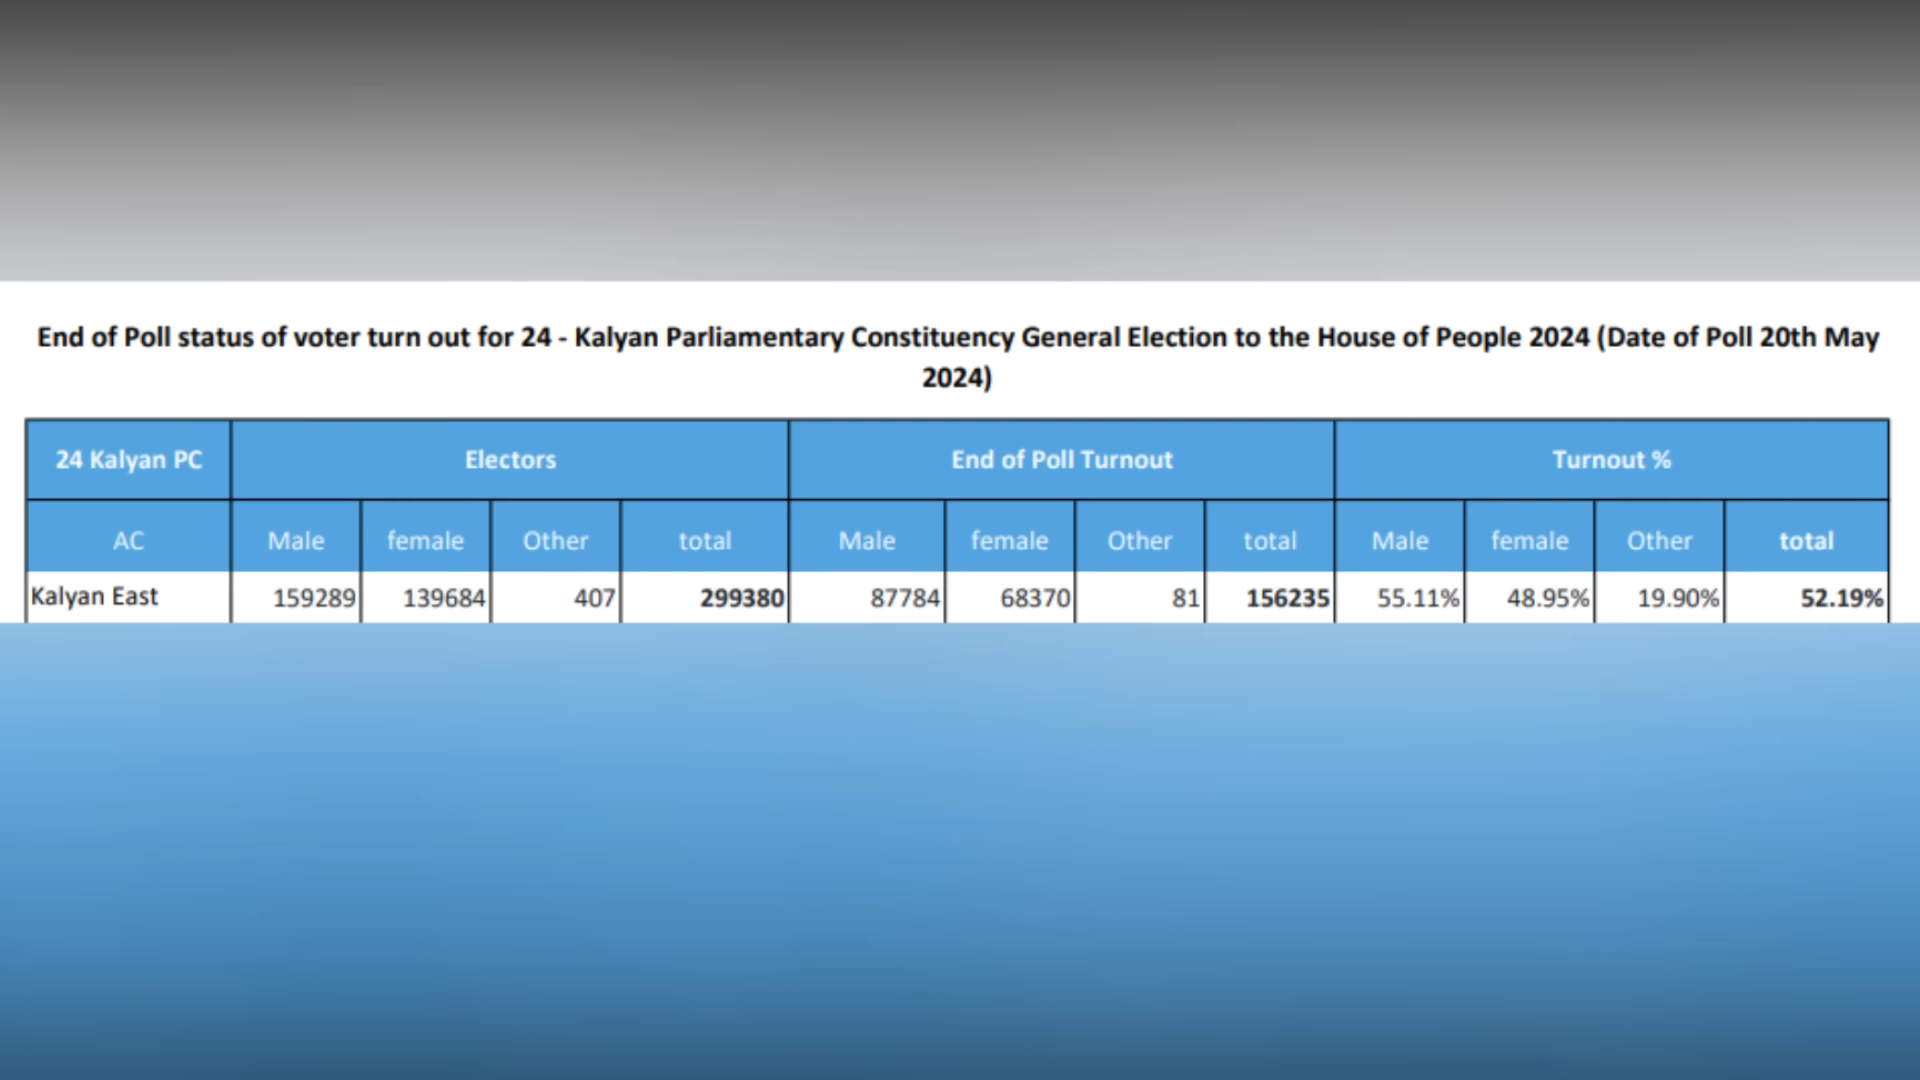 End of Poll status of voter turn out for 24 - Kalyan Parliamentary Constituency General Election to the House of People 2024 (Date of Poll 20th May
2024)
24 Kalyan PC Electors End of Poll Turnout Turnout %
AC Male female Other total Male female Other total Male female Other total
Kalyan East 159289 139684 407 299380 87784 68370 81 156235 55.11% 48.95% 19.90% 52.19%